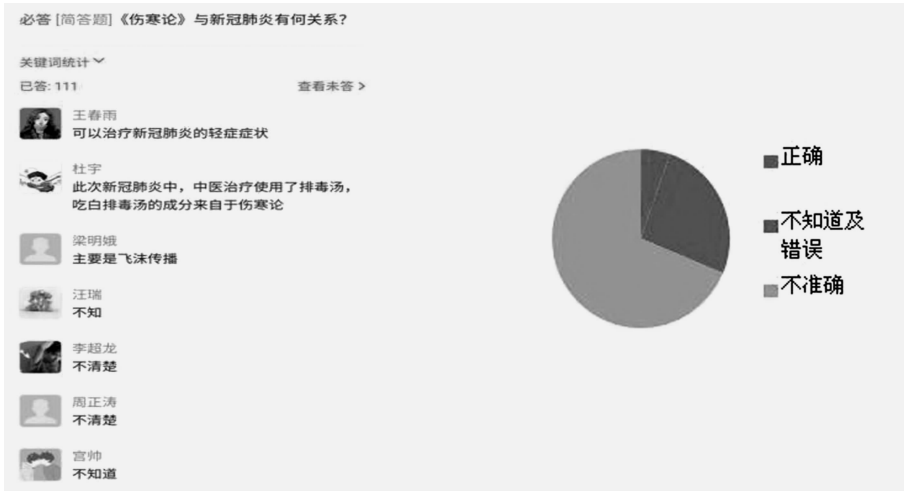 必答 [简答题] 《伤寒论》与新冠肺炎有何关系？
关键词统计
已答: 111
查看未答 >
王春雨
可以治疗新冠肺炎的轻症症状
杜宇
此次新冠肺炎中，中医治疗使用了排毒汤，
吃白排毒汤的成分来自于伤寒论
梁明娥
主要是飞沫传播
汪瑞
不知
李超龙
不清楚
周正涛
不清楚
宫帅
不知道
正确
不知道及
错误
不准确